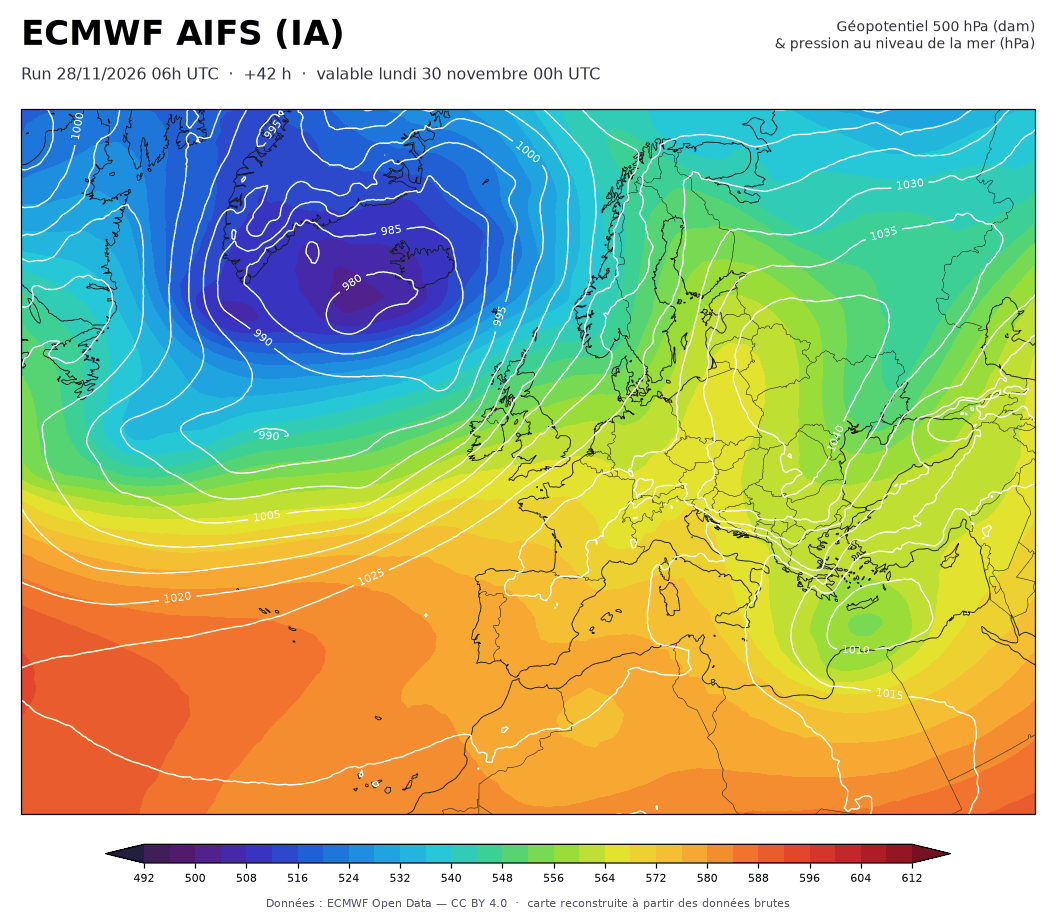 ECMWF AIFS (IA)
Géopotentiel 500 hPa (dam)
& pression au niveau de la mer (hPa)
Run 28/11/2026 06h UTC · +42 h · valable lundi 30 novembre 00h UTC
1000
995
1000
1030
1035
985
980
995
990
990
1040
1005
1025
1020
1010
1015
492 500 508 516 524 532 540 548 556 564 572 580 588 596 604 612
Données : ECMWF Open Data — CC BY 4.0 · carte reconstruite à partir des données brutes